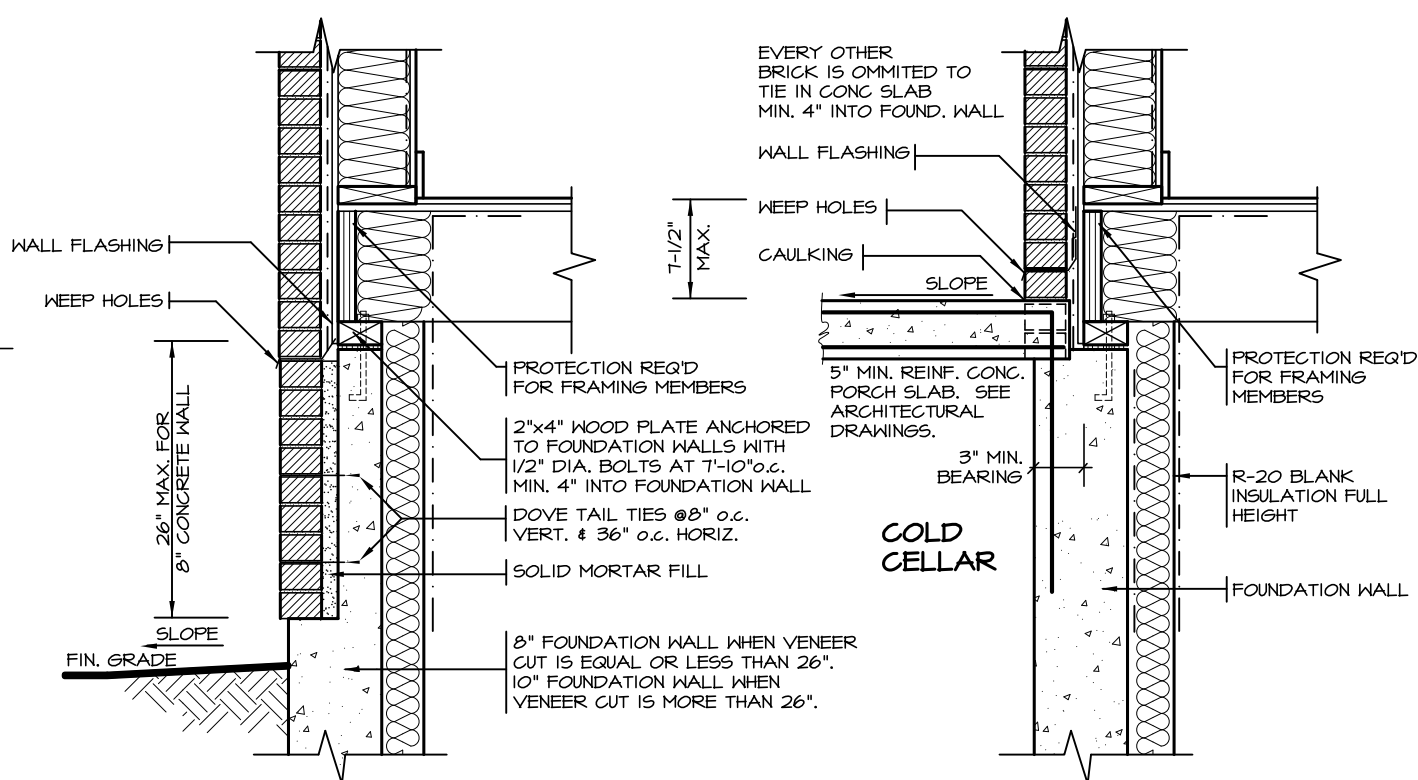 WALL FLASHING
WEEP HOLES
26" MAX. FOR
8" CONCRETE WALL
SLOPE
FIN. GRADE
PROTECTION REQ'D
FOR FRAMING MEMBERS
2"x4" WOOD PLATE ANCHORED
TO FOUNDATION WALLS WITH
1/2" DIA. BOLTS AT 7'-10"o.c.
MIN. 4" INTO FOUNDATION WALL
DOVE TAIL TIES @8" o.c.
VERT. & 36" o.c. HORIZ.
SOLID MORTAR FILL
8" FOUNDATION WALL WHEN VENEER
CUT IS EQUAL OR LESS THAN 26".
10" FOUNDATION WALL WHEN
VENEER CUT IS MORE THAN 26".
EVERY OTHER
BRICK IS OMMITED TO
TIE IN CONC SLAB
MIN. 4" INTO FOUND. WALL
WALL FLASHING
WEEP HOLES
CAULKING
7-1/2"
MAX.
SLOPE
5" MIN. REINF. CONC.
PORCH SLAB. SEE
ARCHITECTURAL
DRAWINGS.
3" MIN.
BEARING
COLD
CELLAR
PROTECTION REQ'D
FOR FRAMING
MEMBERS
R-20 BLANK
INSULATION FULL
HEIGHT
FOUNDATION WALL